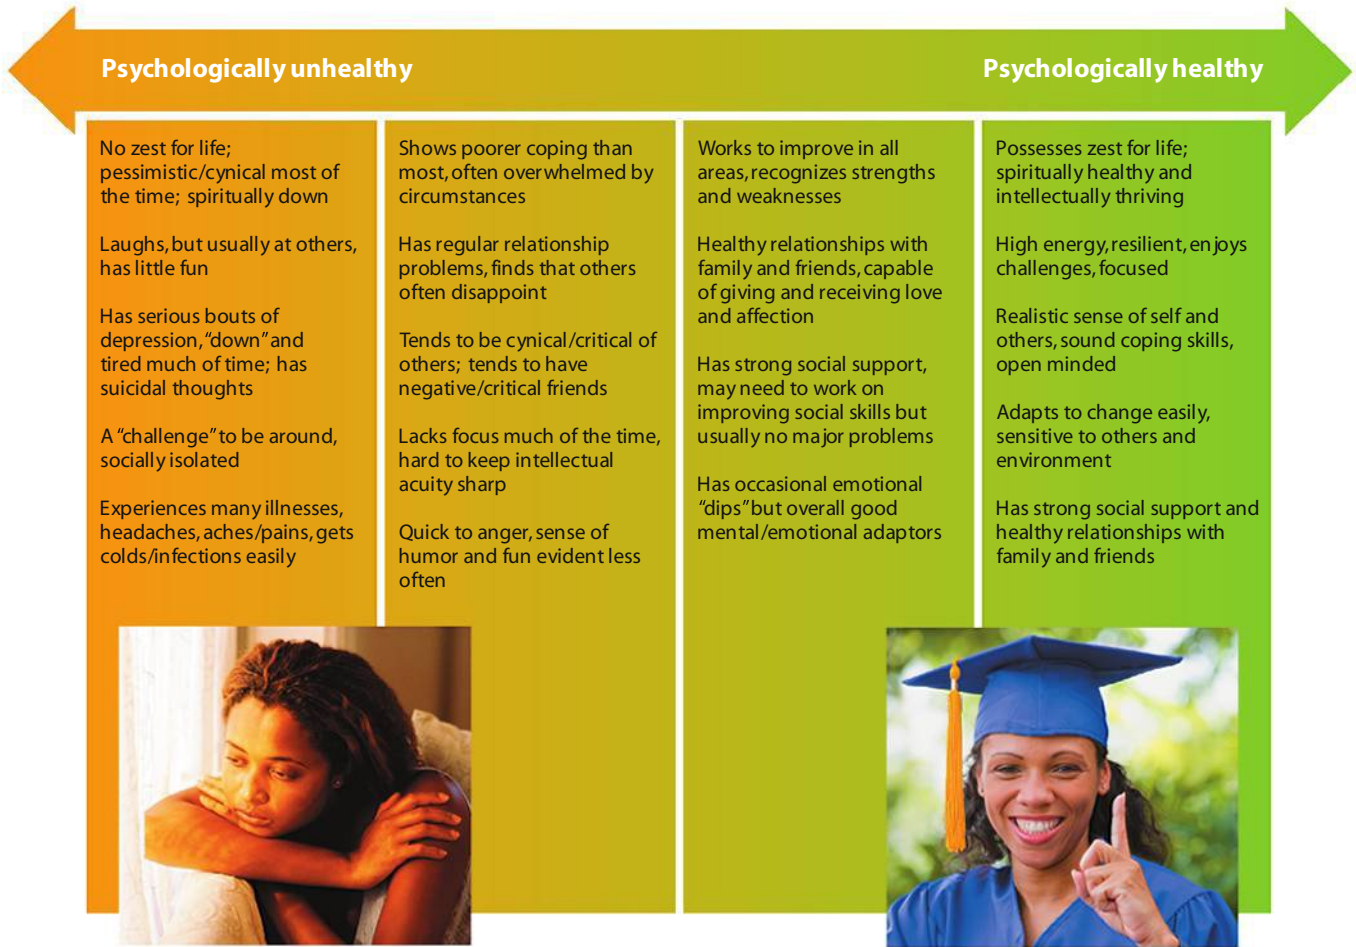 Psychologically unhealthy
Psychologically healthy
No zest for life;
pessimistic/cynical most of
the time; spiritually down
Laughs, but usually at others,
has little fun
Has serious bouts of
depression, “down” and
tired much of time; has
suicidal thoughts
A “challenge” to be around,
socially isolated
Experiences many illnesses,
headaches, aches/pains, gets
colds/infections easily
Shows poorer coping than
most, often overwhelmed by
circumstances
Has regular relationship
problems, finds that others
often disappoint
Tends to be cynical/critical of
others; tends to have
negative/critical friends
Lacks focus much of the time,
hard to keep intellectual
acuity sharp
Quick to anger, sense of
humor and fun evident less
often
Works to improve in all
areas, recognizes strengths
and weaknesses
Healthy relationships with
family and friends, capable
of giving and receiving love
and affection
Has strong social support,
may need to work on
improving social skills but
usually no major problems
Has occasional emotional
“dips” but overall good
mental/emotional adaptors
Possesses zest for life;
spiritually healthy and
intellectually thriving
High energy, resilient, enjoys
challenges, focused
Realistic sense of self and
others, sound coping skills,
open minded
Adapts to change easily,
sensitive to others and
environment
Has strong social support and
healthy relationships with
family and friends